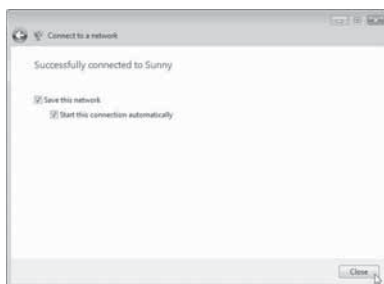 Connect to a network
Successfully connected to Sunny
Save this network
Start this connection automatically
Close